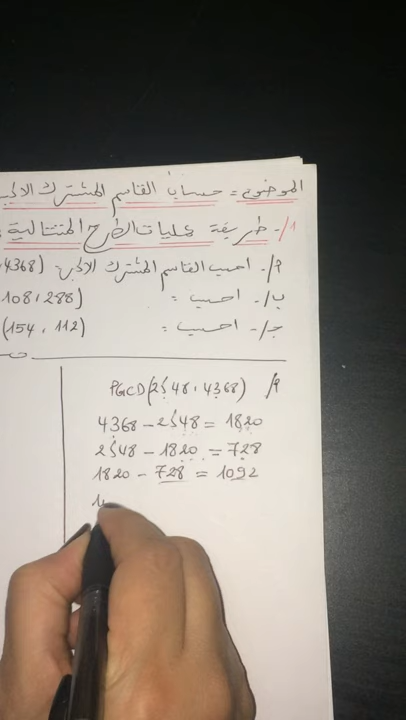 الموضوع = حساب القاسم المشترك الأكبر
1/- طريقة عمليات الطرح المتتالية
أ/- احسب القاسم المشترك الأكبر: (4368
ب/- احسب : (288 ، 108
ج/- احسب : (112 ، 154)
أ/ PGCD(2548 ، 4368)
4368 - 2548 = 1820
2548 - 1820 = 728
1820 - 728 = 1092